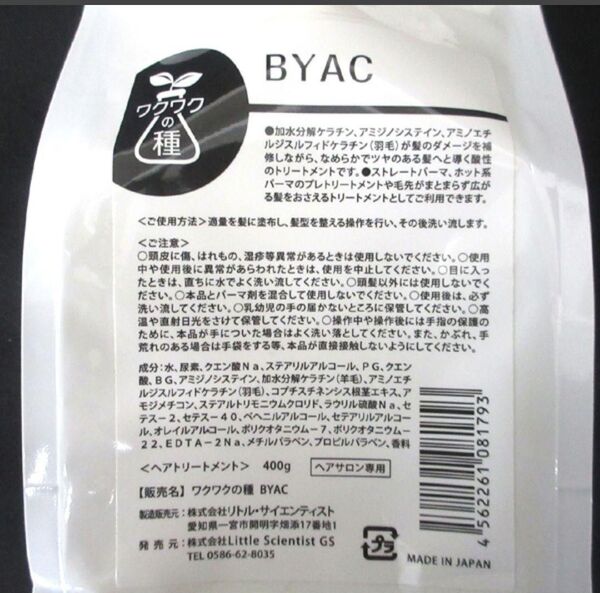 BYAC
ワクワク
の
種
●加水分解ケラチン、アミジノシステイン、アミノエチ
ルジスルフィドケラチン(羽毛)が髪のダメージを補
修しながら、なめらかでツヤのある髪へと導く酸性
のトリートメントです。●ストレートパーマ、ホット系
パーマのプレトリートメントや毛先がまとまらず広が
る髪をおさえるトリートメントとしてご利用できます。
<ご使用方法>適量を髪に塗布し、髪型を整える操作を行い、その後洗い流します。
<ご注意>
○頭皮に傷、はれもの、湿疹等異常があるときは使用しないでください。○使用
中や使用後に異常があらわれたときは、使用を中止してください。○目に入っ
たときは、直ちに水でよく洗い流してください。○頭髪以外には使用しないでく
ださい。○本品とパーマ剤を混合して使用しないでください。○使用後は、必ず
洗い流してください。○乳幼児の手の届かないところに保管してください。○高
温や直射日光をさけて保管してください。○操作中や操作後には手指の保護の
ために、本品が手についた場合はよく洗い落としてください。また、かぶれ、手
荒れのある場合は手袋をする等、本品が直接接触しないようにしてください。
成分:水、尿素、クエン酸Na、ステアリルアルコール、PG、クエン
酸、BG、アミジノシステイン、加水分解ケラチン(羊毛)、アミノエチ
ルジスルフィドケラチン(羽毛)、コプチスチネンシス根茎エキス、ア
モジメチコン、ステアルトリモニウムクロリド、ラウリル硫酸Na、セ
テス-2、セテス-40、ベヘニルアルコール、セテアリルアルコー
ル、オレイルアルコール、ポリクオタニウム-7、ポリクオタニウム-
22、EDTA-2Na、メチルパラベン、プロピルパラベン、香料
<ヘアトリートメント> 400g ヘアサロン専用
【販売名】ワクワクの種 BYAC
製造販売元:株式会社リトル・サイエンティスト
愛知県一宮市開明字畑添17番地1
発 売 元:株式会社Little Scientist GS
TEL 0586-62-8035
プラ
MADE IN JAPAN
4 562261 081793